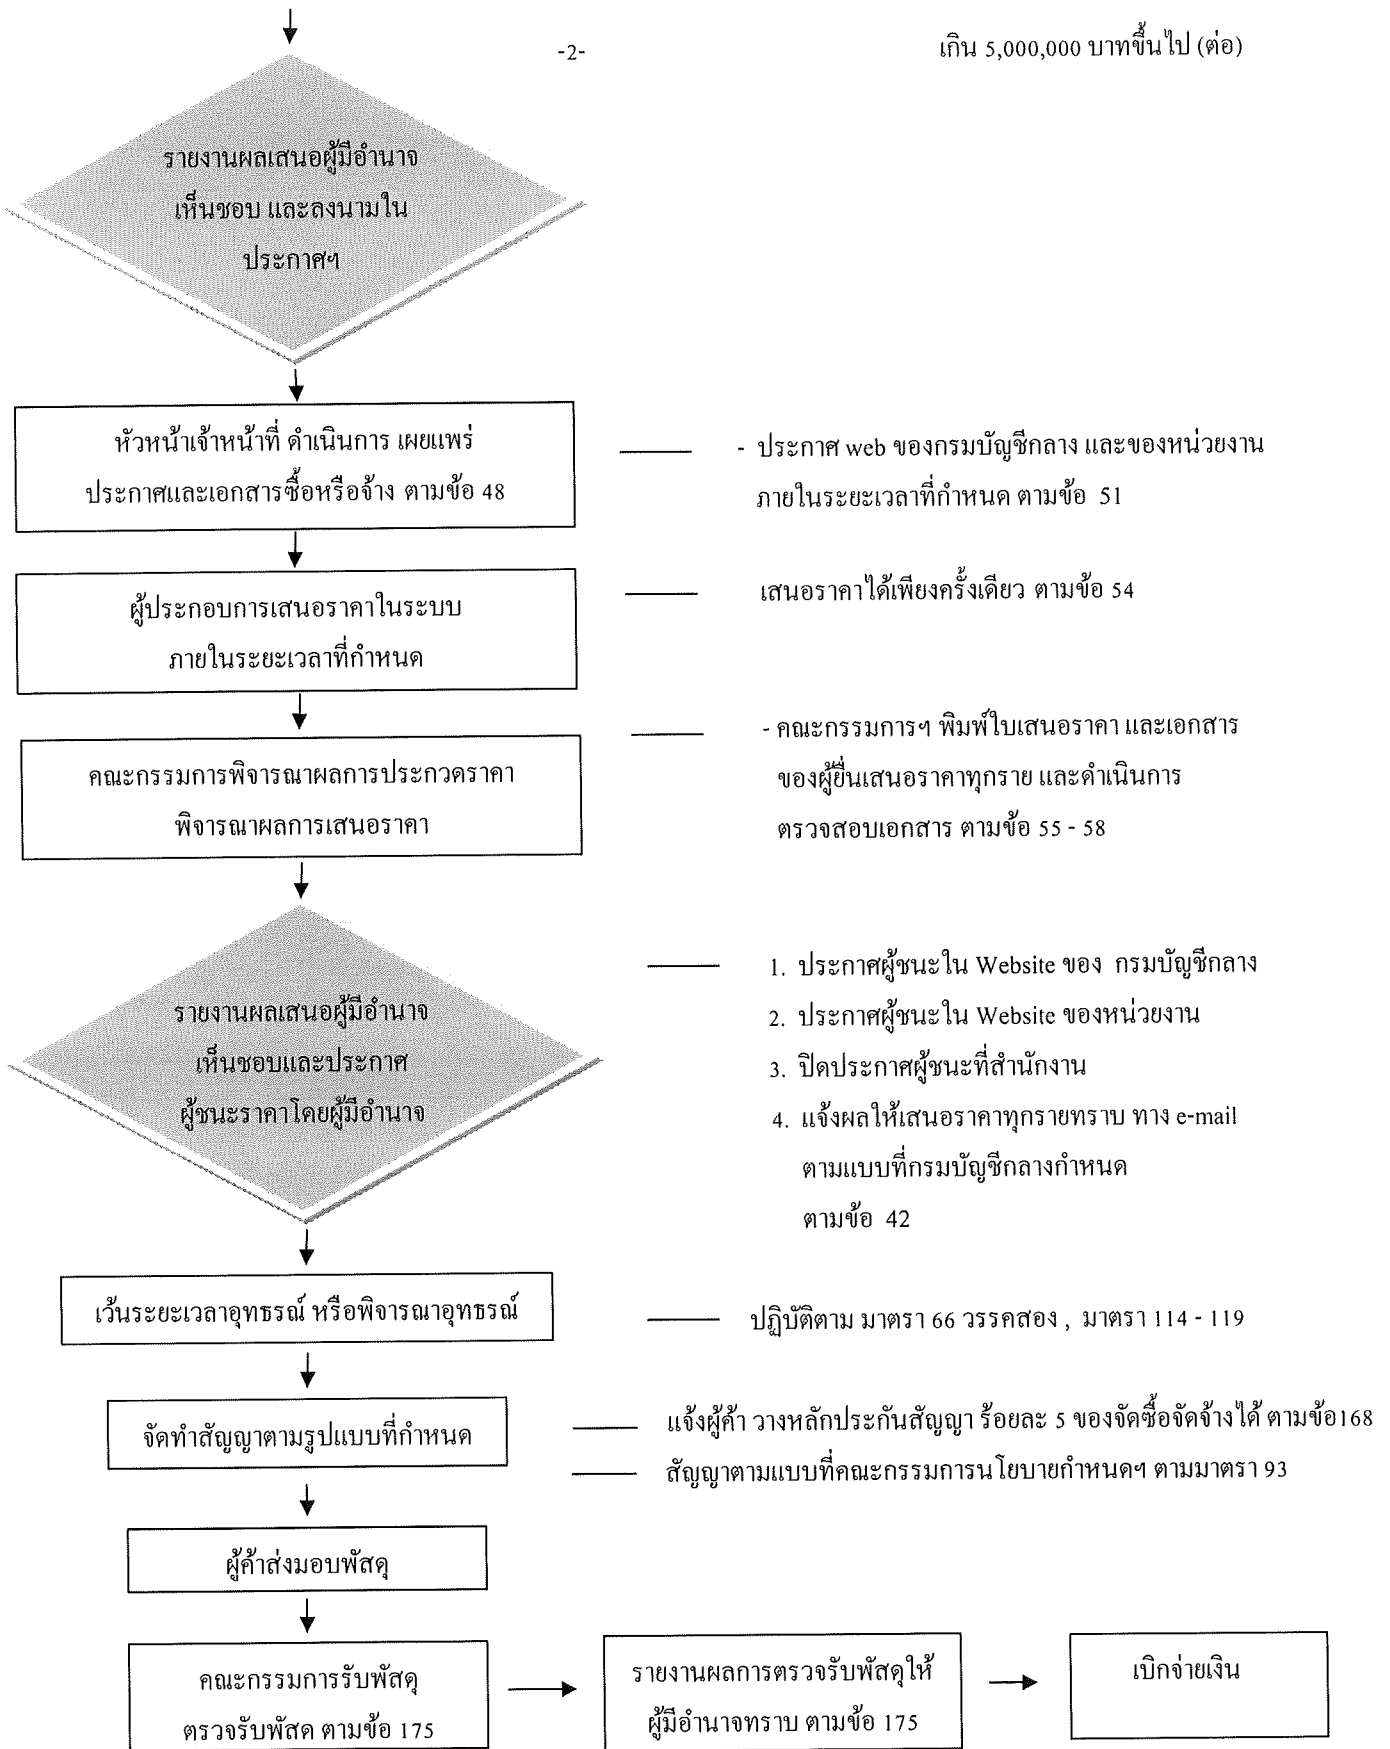 -2-
เกิน 5,000,000 บาทขึ้นไป (ต่อ)
รายงานผลเสนอผู้มีอำนาจ
เห็นชอบ และลงนามใน
ประกาศฯ
หัวหน้าเจ้าหน้าที่ ดำเนินการ เผยแพร่
ประกาศและเอกสารซื้อหรือจ้าง ตามข้อ 48
- ประกาศ web ของกรมบัญชีกลาง และของหน่วยงาน
ภายในระยะเวลาที่กำหนด ตามข้อ 51
ผู้ประกอบการเสนอราคาในระบบ
ภายในระยะเวลาที่กำหนด
เสนอราคาได้เพียงครั้งเดียว ตามข้อ 54
คณะกรรมการพิจารณาผลการประกวดราคา
พิจารณาผลการเสนอราคา
- คณะกรรมการฯ พิมพ์ใบเสนอราคา และเอกสาร
ของผู้ยื่นเสนอราคาทุกราย และดำเนินการ
ตรวจสอบเอกสาร ตามข้อ 55 - 58
รายงานผลเสนอผู้มีอำนาจ
เห็นชอบและประกาศ
ผู้ชนะราคาโดยผู้มีอำนาจ
1. ประกาศผู้ชนะใน Website ของ กรมบัญชีกลาง
2. ประกาศผู้ชนะใน Website ของหน่วยงาน
3. ปิดประกาศผู้ชนะที่สำนักงาน
4. แจ้งผลให้เสนอราคาทุกรายทราบ ทาง e-mail
ตามแบบที่กรมบัญชีกลางกำหนด
ตามข้อ 42
เว้นระยะเวลาอุทธรณ์ หรือพิจารณาอุทธรณ์
ปฏิบัติตาม มาตรา 66 วรรคสอง , มาตรา 114 - 119
จัดทำสัญญาตามรูปแบบที่กำหนด
แจ้งผู้ค้า วางหลักประกันสัญญา ร้อยละ 5 ของจัดซื้อจัดจ้างได้ ตามข้อ168
สัญญาตามแบบที่คณะกรรมการนโยบายกำหนดฯ ตามมาตรา 93
ผู้ค้าส่งมอบพัสดุ
คณะกรรมการรับพัสดุ
ตรวจรับพัสด ตามข้อ 175
รายงานผลการตรวจรับพัสดุให้
ผู้มีอำนาจทราบ ตามข้อ 175
เบิกจ่ายเงิน